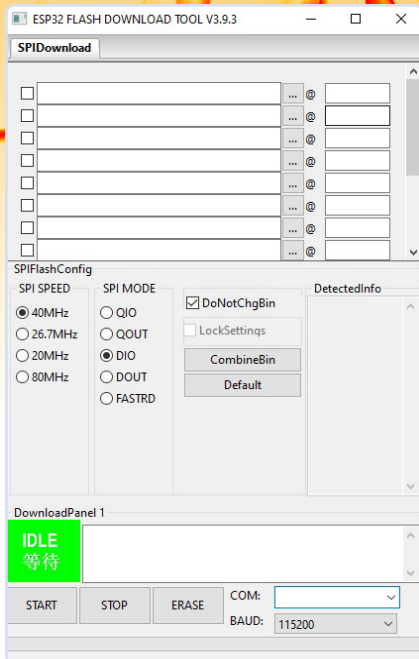 ESP32 FLASH DOWNLOAD TOOL V3.9.3
SPIDownload
... @
... @
... @
... @
... @
... @
... @
... @
SPIFlashConfig
SPI SPEED
40MHz
26.7MHz
20MHz
80MHz
SPI MODE
QIO
QOUT
DIO
DOUT
FASTRD
DoNotChgBin
LockSettings
CombineBin
Default
DetectedInfo
DownloadPanel 1
IDLE
等待
START
STOP
ERASE
COM:
BAUD: 115200